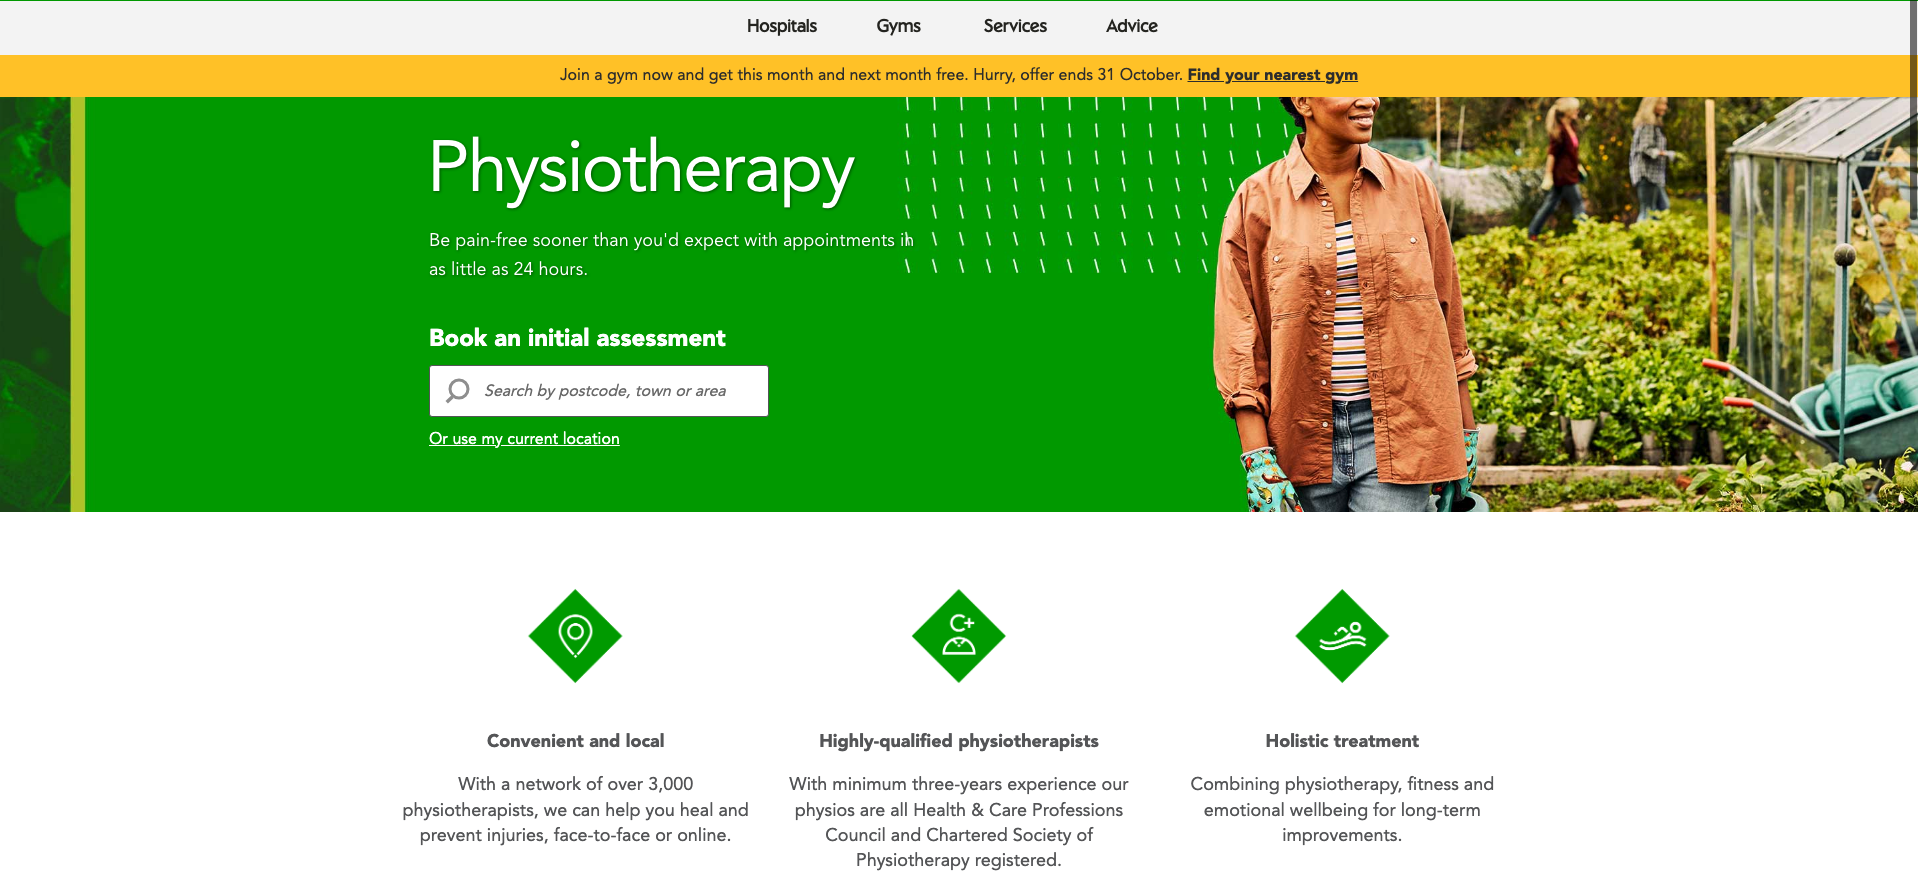 Hospitals Gyms Services Advice
Join a gym now and get this month and next month free. Hurry, offer ends 31 October. Find your nearest gym
Physiotherapy
Be pain-free sooner than you'd expect with appointments in
as little as 24 hours.
Book an initial assessment
Search by postcode, town or area
Or use my current location
Convenient and local
With a network of over 3,000
physiotherapists, we can help you heal and
prevent injuries, face-to-face or online.
Highly-qualified physiotherapists
With minimum three-years experience our
physios are all Health & Care Professions
Council and Chartered Society of
Physiotherapy registered.
Holistic treatment
Combining physiotherapy, fitness and
emotional wellbeing for long-term
improvements.